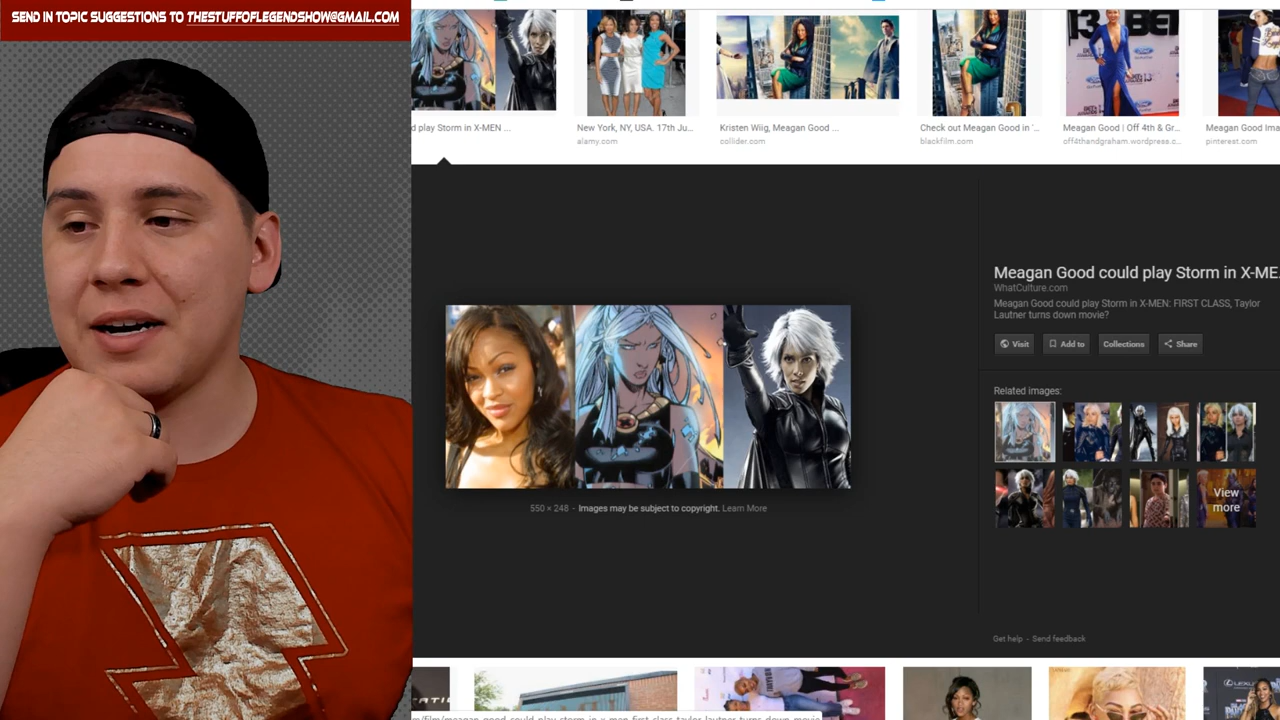 SEND IN TOPIC SUGGESTIONS TO THESTUFFOFLEGENDSHOW@GMAIL.COM
d play Storm in X-MEN ...
New York, NY, USA. 17th Ju...
alamy.com
Kristen Wiig, Meagan Good ...
collider.com
Check out Meagan Good in '...
blackfilm.com
Meagan Good | Off 4th & Gr...
off4thandgraham.wordpress.c...
Meagan Good Ima
pinterest.com
Meagan Good could play Storm in X-ME.
WhatCulture.com
Meagan Good could play Storm in X-MEN: FIRST CLASS, Taylor
Lautner turns down movie?
Visit
Add to
Collections
Share
Related images:
View
more
550 × 248 - Images may be subject to copyright. Learn More
Get help - Send feedback